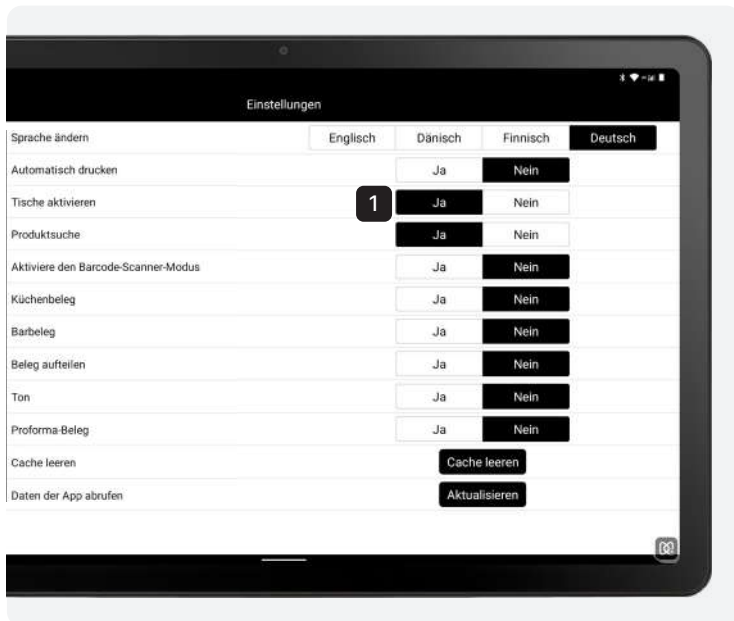 Einstellungen
Sprache ändern Englisch Dänisch Finnisch Deutsch
Automatisch drucken Ja Nein
Tische aktivieren 1 Ja Nein
Produktsuche Ja Nein
Aktiviere den Barcode-Scanner-Modus Ja Nein
Küchenbeleg Ja Nein
Barbeleg Ja Nein
Beleg aufteilen Ja Nein
Ton Ja Nein
Proforma-Beleg Ja Nein
Cache leeren Cache leeren
Daten der App abrufen Aktualisieren